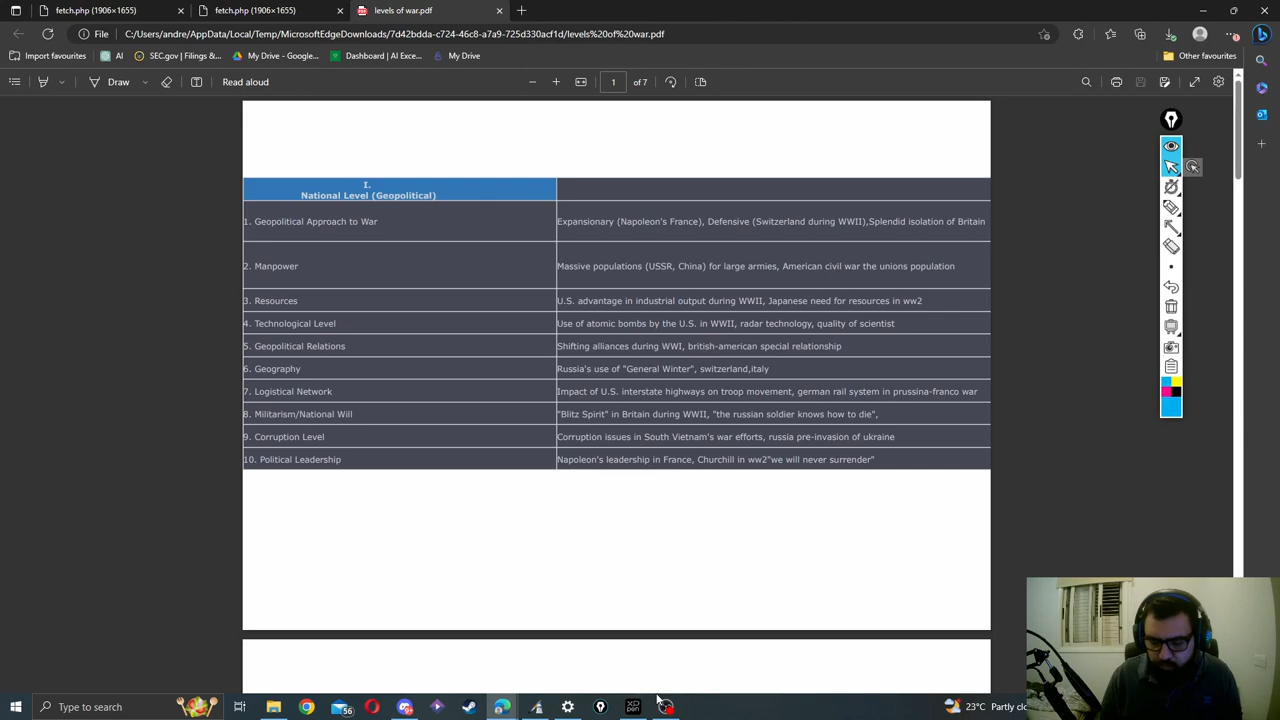 fetch.php (1906×1655)
fetch.php (1906×1655)
levels of war.pdf
File
C:/Users/andre/AppData/Local/Temp/MicrosoftEdgeDownloads/7d42bdda-c724-46c8-a7a9-725d330acf1d/levels%20of%20war.pdf
Import favourites
AI
SEC.gov | Filings &...
My Drive - Google...
Dashboard | AI Exce...
My Drive
Other favourites
Draw
Read aloud
1
of 7
I.
National Level (Geopolitical)
1. Geopolitical Approach to War
Expansionary (Napoleon's France), Defensive (Switzerland during WWII),Splendid isolation of Britain
2. Manpower
Massive populations (USSR, China) for large armies, American civil war the unions population
3. Resources
U.S. advantage in industrial output during WWII, Japanese need for resources in ww2
4. Technological Level
Use of atomic bombs by the U.S. in WWII, radar technology, quality of scientist
5. Geopolitical Relations
Shifting alliances during WWI, british-american special relationship
6. Geography
Russia's use of "General Winter", switzerland,italy
7. Logistical Network
Impact of U.S. interstate highways on troop movement, german rail system in prussina-franco war
8. Militarism/National Will
"Blitz Spirit" in Britain during WWII, "the russian soldier knows how to die",
9. Corruption Level
Corruption issues in South Vietnam's war efforts, russia pre-invasion of ukraine
10. Political Leadership
Napoleon's leadership in France, Churchill in ww2"we will never surrender"
Type here to search
56
XP
pen
23°C Partly clo